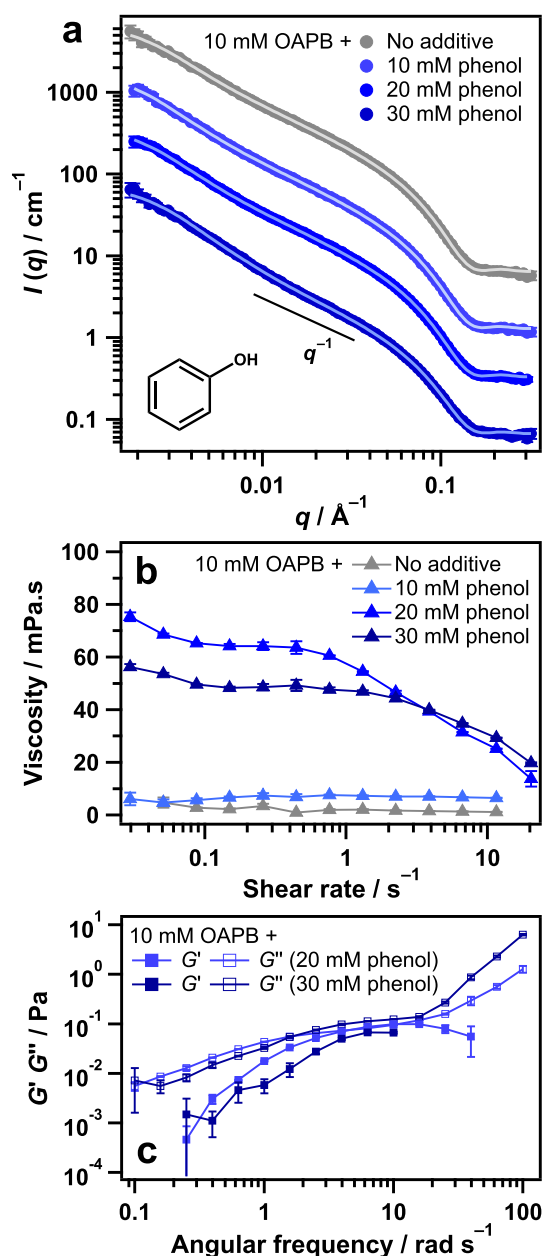 a
10 mM OAPB + No additive
10 mM phenol
20 mM phenol
30 mM phenol
1000
100
10
1
0.1
I (q) / cm⁻¹
q⁻¹
OH
0.01 0.1
q / Å⁻¹
b
10 mM OAPB + No additive
10 mM phenol
20 mM phenol
30 mM phenol
100
80
60
40
20
0
Viscosity / mPa.s
0.1 1 10
Shear rate / s⁻¹
10 mM OAPB +
G' G'' (20 mM phenol)
G' G'' (30 mM phenol)
10¹
10⁰
10⁻¹
10⁻²
10⁻³
10⁻⁴
G' G'' / Pa
c
0.1 1 10 100
Angular frequency / rad s⁻¹